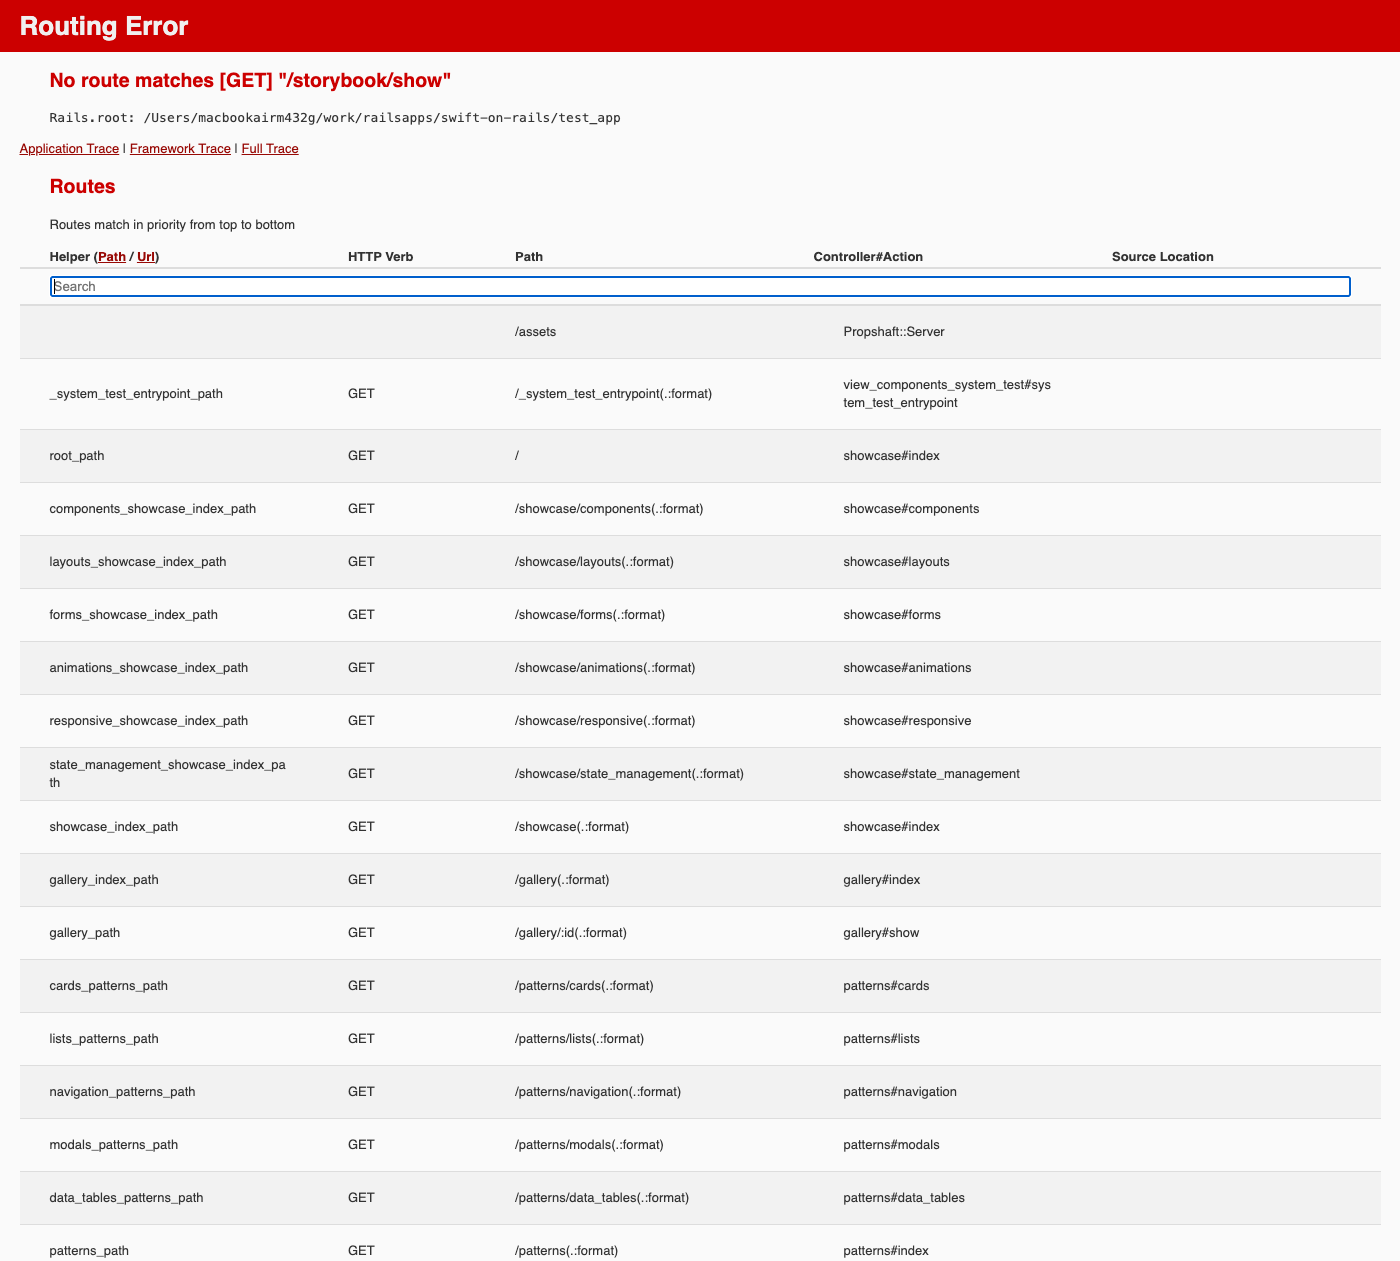 Routing Error
No route matches [GET] "/storybook/show"
Rails.root: /Users/macbookairm432g/work/railsapps/swift-on-rails/test_app
Application Trace | Framework Trace | Full Trace
Routes
Routes match in priority from top to bottom
Helper (Path / Url) HTTP Verb Path Controller#Action Source Location
Search
/assets Propshaft::Server
_system_test_entrypoint_path GET /_system_test_entrypoint(.:format) view_components_system_test#sys
tem_test_entrypoint
root_path GET / showcase#index
components_showcase_index_path GET /showcase/components(.:format) showcase#components
layouts_showcase_index_path GET /showcase/layouts(.:format) showcase#layouts
forms_showcase_index_path GET /showcase/forms(.:format) showcase#forms
animations_showcase_index_path GET /showcase/animations(.:format) showcase#animations
responsive_showcase_index_path GET /showcase/responsive(.:format) showcase#responsive
state_management_showcase_index_pa
th GET /showcase/state_management(.:format) showcase#state_management
showcase_index_path GET /showcase(.:format) showcase#index
gallery_index_path GET /gallery(.:format) gallery#index
gallery_path GET /gallery/:id(.:format) gallery#show
cards_patterns_path GET /patterns/cards(.:format) patterns#cards
lists_patterns_path GET /patterns/lists(.:format) patterns#lists
navigation_patterns_path GET /patterns/navigation(.:format) patterns#navigation
modals_patterns_path GET /patterns/modals(.:format) patterns#modals
data_tables_patterns_path GET /patterns/data_tables(.:format) patterns#data_tables
patterns_path GET /patterns(.:format) patterns#index